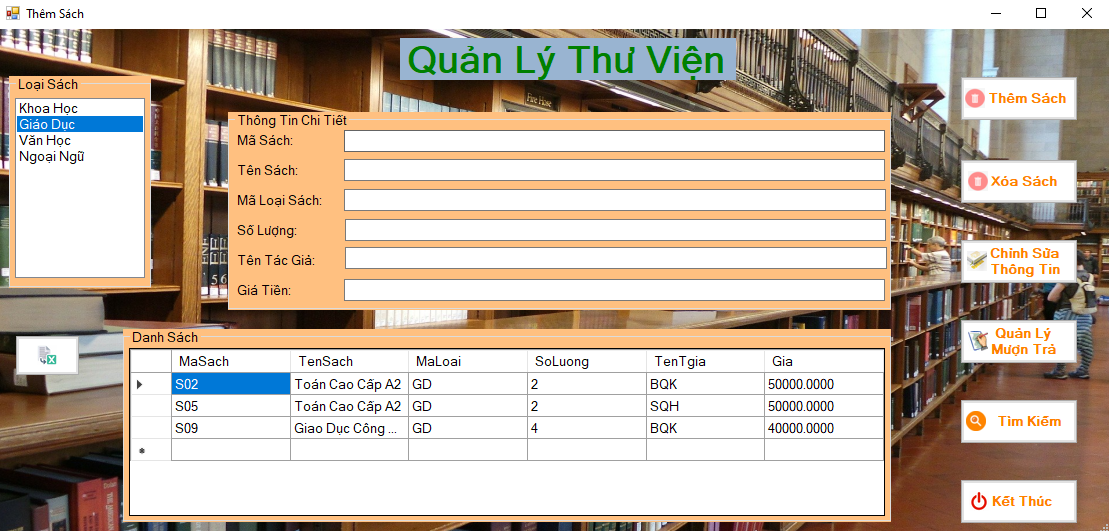 Thêm Sách
Quản Lý Thư Viện
Loại Sách
Khoa Học
Giáo Dục
Văn Học
Ngoại Ngữ
Thông Tin Chi Tiết
Mã Sách:
Tên Sách:
Mã Loại Sách:
Số Lượng:
Tên Tác Giả:
Giá Tiền:
Thêm Sách
Xóa Sách
Chỉnh Sửa
Thông Tin
Quản Lý
Mượn Trả
Tìm Kiếm
Kết Thúc
Danh Sách
MaSach TenSach MaLoai SoLuong TenTgia Gia
S02 Toán Cao Cấp A2 GD 2 BQK 50000.0000
S05 Toán Cao Cấp A2 GD 2 SQH 50000.0000
S09 Giao Dục Công ... GD 4 BQK 40000.0000